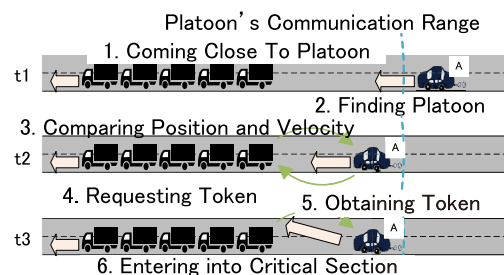 Platoon's Communication Range
1. Coming Close To Platoon
A
t1
2. Finding Platoon
3. Comparing Position and Velocity
A
t2
4. Requesting Token
5. Obtaining Token
A
t3
6. Entering into Critical Section